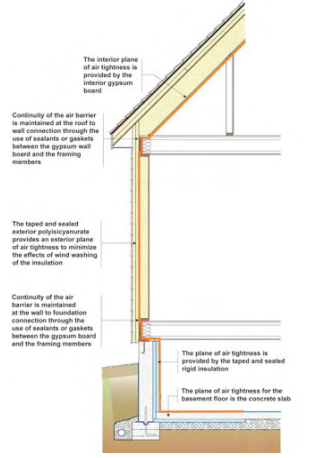 The interior plane
of air tightness is
provided by the
interior gypsum
board
Continuity of the air barrier
is maintained at the roof to
wall connection through the
use of sealants or gaskets
between the gypsum wall
board and the framing
members
The taped and sealed
exterior polyisicyanurate
provides an exterior plane
of air tightness to minimize
the effects of wind washing
of the insulation
Continuity of the air
barrier is maintained
at the wall to foundation
connection through the
use of sealants or gaskets
between the gypsum board
and the framing members
The plane of air tightness is
provided by the taped and sealed
rigid insulation
The plane of air tightness for the
basement floor is the concrete slab